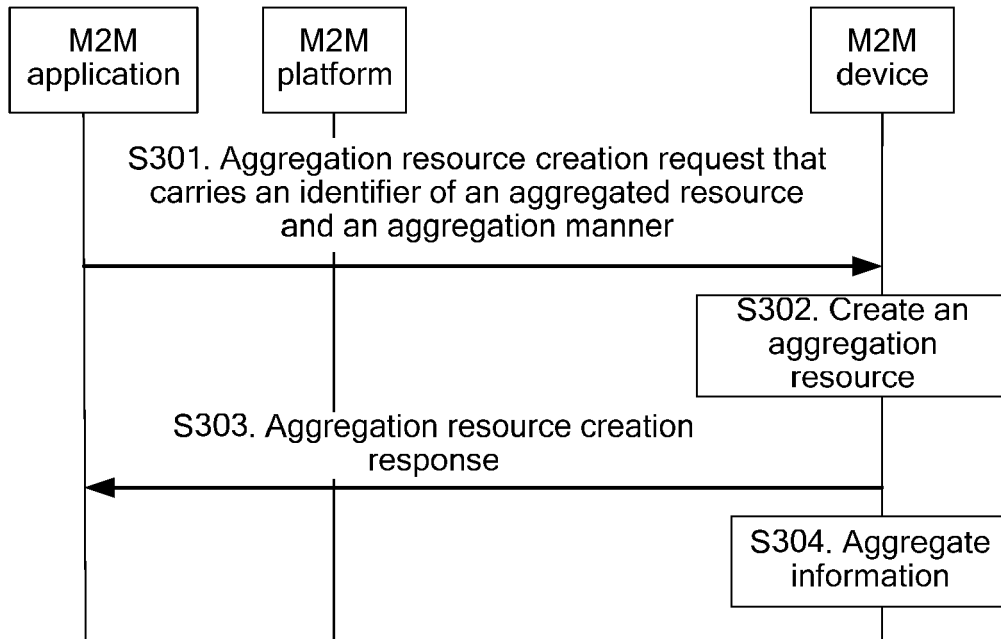 M2M
application
M2M
platform
M2M
device
S301. Aggregation resource creation request that
carries an identifier of an aggregated resource
and an aggregation manner
S302. Create an
aggregation
resource
S303. Aggregation resource creation
response
S304. Aggregate
information